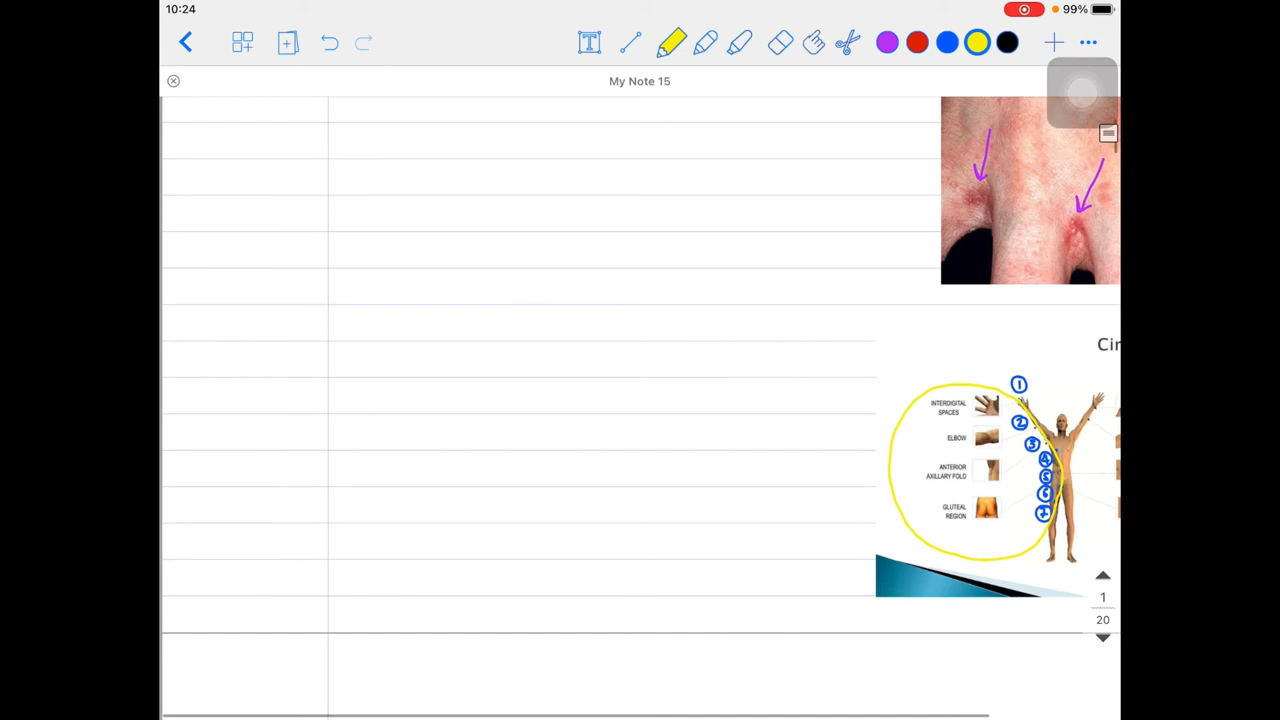 10:24
99%
T
My Note 15
Cir
1
INTERDIGITAL
SPACES
2
ELBOW
3
4
ANTERIOR
AXILLARY FOLD
5
6
GLUTEAL
REGION
7
1
20